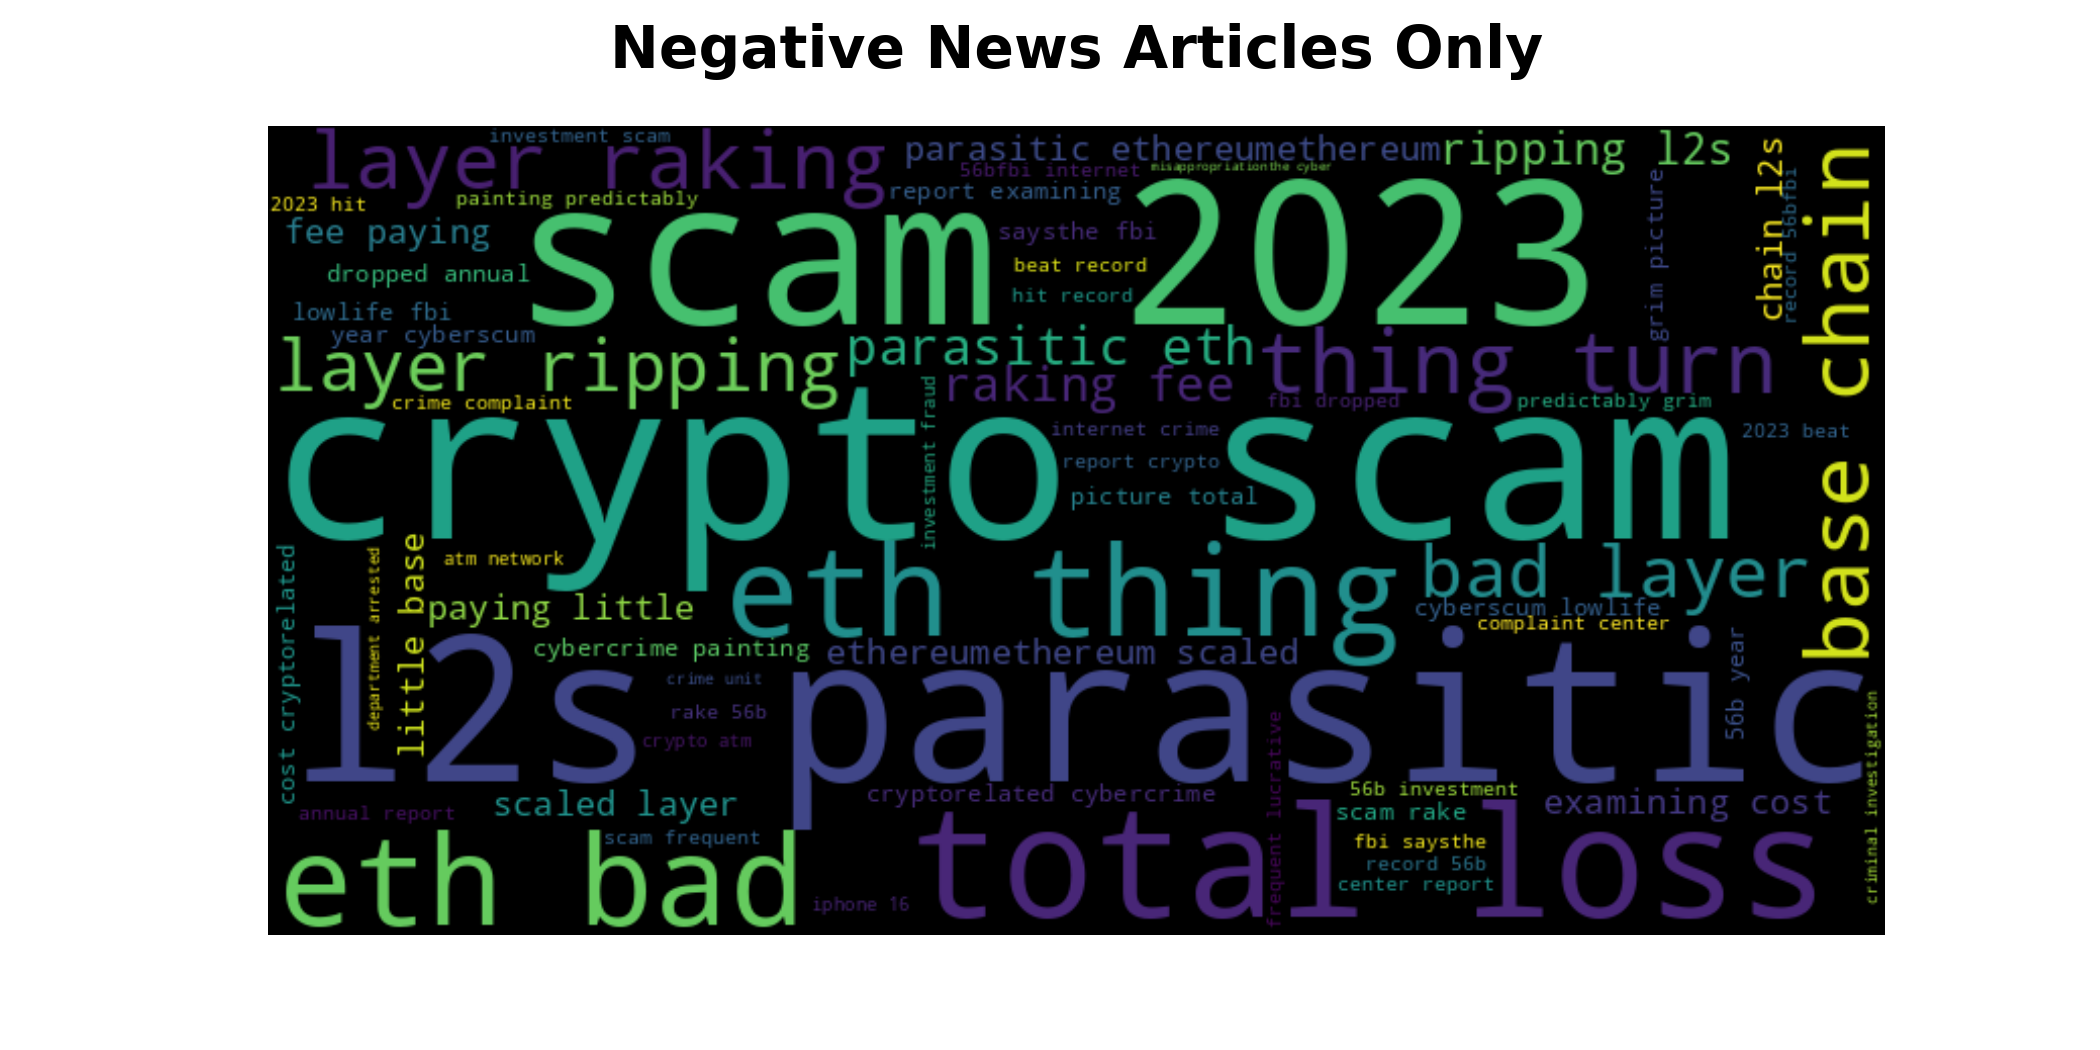 Negative News Articles Only
layer raking
investment scam
parasitic ethereumethereum
ripping l2s
56bfbi internet
misappropriationthe cyber
chain l2s
record 56bfbi
base chain
2023 hit
painting predictably
report examining
grim picture
fee paying
scam 2023
saysthe fbi
dropped annual
beat record
hit record
lowlife fbi
year cyberscum
layer ripping
parasitic eth
thing turn
raking fee
crime complaint
investment fraud
fbi dropped
predictably grim
crypto scam
internet crime
2023 beat
report crypto
picture total
cost cryptorelated
department arrested
little base
atm network
eth thing
bad layer
paying little
cyberscum lowlife
complaint center
cybercrime painting
ethereumethereum scaled
l2s parasitic
crime unit
rake 56b
crypto atm
56b year
criminal investigation
annual report
scaled layer
cryptorelated cybercrime
frequent lucrative
56b investment
examining cost
scam rake
eth bad
scam frequent
total loss
fbi saysthe
record 56b
center report
iphone 16